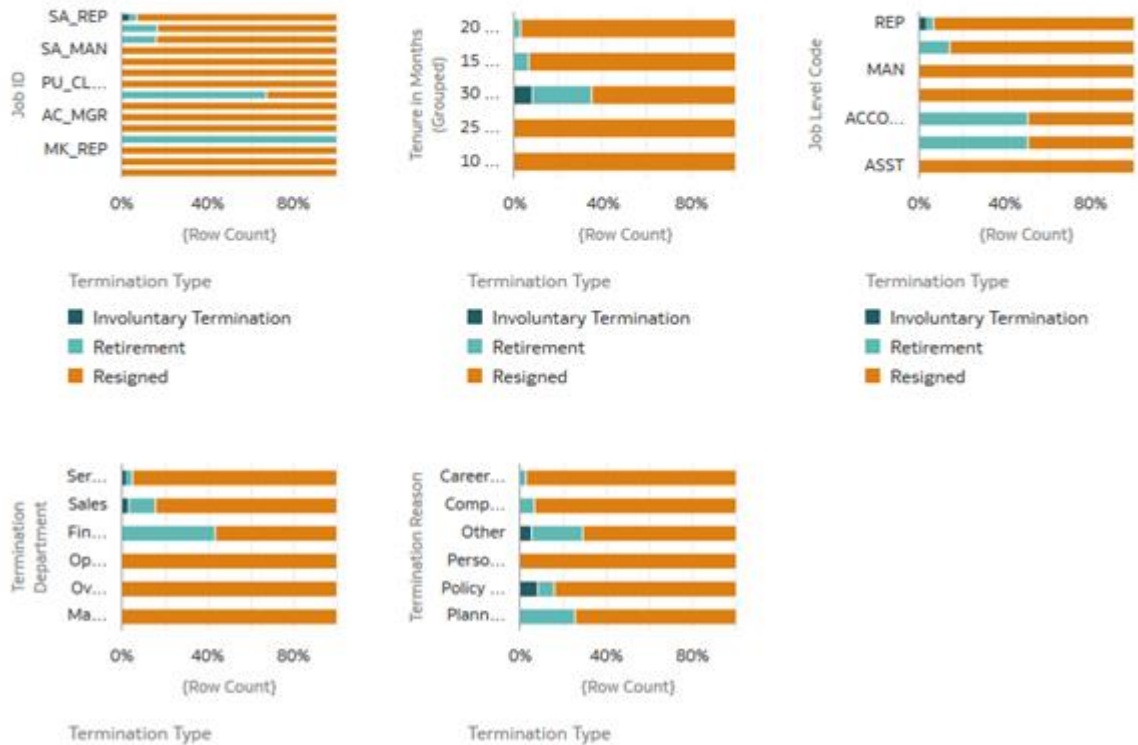 Job ID
SA_REP
SA_MAN
PU_CL...
AC_MGR
MK_REP
0% 40% 80%
{Row Count}
Termination Type
Involuntary Termination
Retirement
Resigned
Tenure in Months
(Grouped)
20 ...
15 ...
30 ...
25 ...
10 ...
0% 40% 80%
{Row Count}
Termination Type
Involuntary Termination
Retirement
Resigned
Job Level Code
REP
MAN
ACCO...
ASST
0% 40% 80%
{Row Count}
Termination Type
Involuntary Termination
Retirement
Resigned
Termination
Department
Ser...
Sales
Fin...
Op...
Ov...
Ma...
0% 40% 80%
{Row Count}
Termination Type
Termination Reason
Career...
Comp...
Other
Perso...
Policy ...
Plann...
0% 40% 80%
{Row Count}
Termination Type